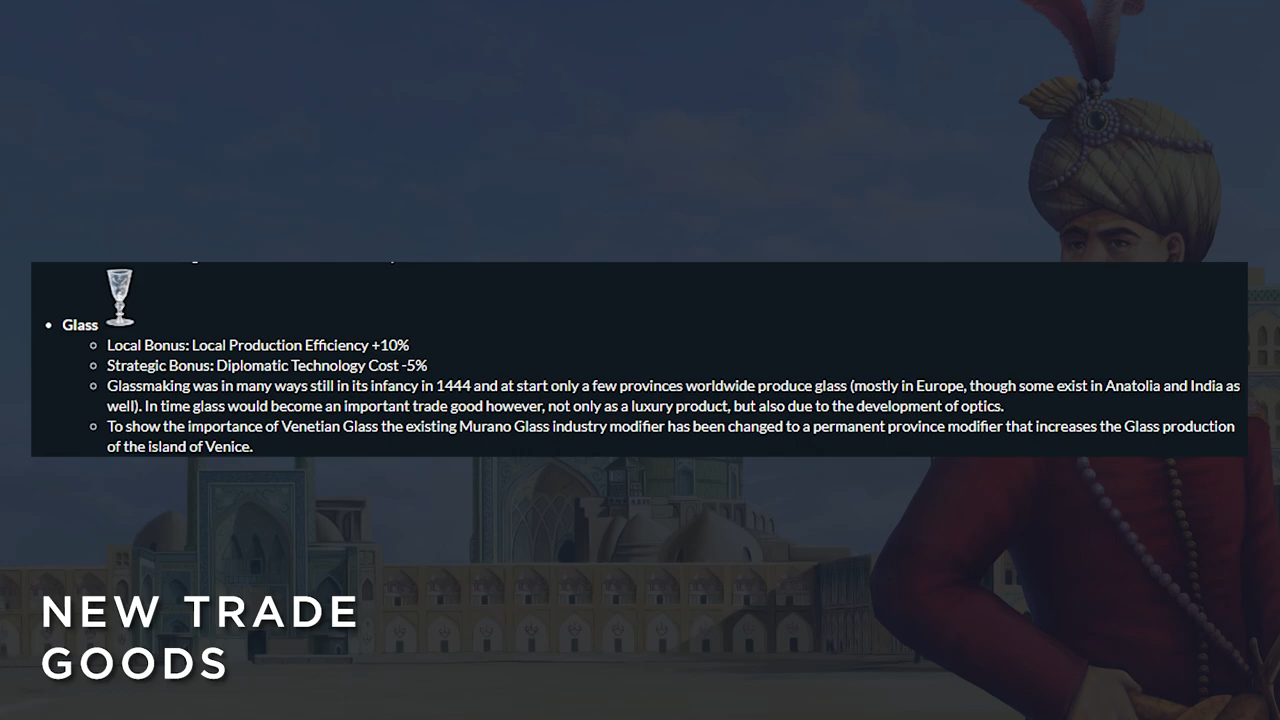 Glass
Local Bonus: Local Production Efficiency +10%
Strategic Bonus: Diplomatic Technology Cost -5%
Glassmaking was in many ways still in its infancy in 1444 and at start only a few provinces worldwide produce glass (mostly in Europe, though some exist in Anatolia and India as
well). In time glass would become an important trade good however, not only as a luxury product, but also due to the development of optics.
To show the importance of Venetian Glass the existing Murano Glass industry modifier has been changed to a permanent province modifier that increases the Glass production
of the island of Venice.
NEW TRADE
GOODS